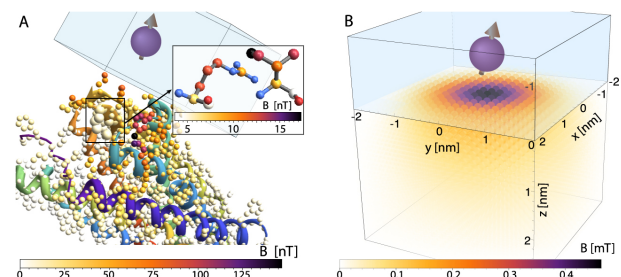 A
B [nT]
5 10 15
0 25 50 75 100 125
B [nT]
B
-2 -1 0 1 2
y [nm]
-2
-1
0
1
2
x [nm]
-1
1
2
z [nm]
0 0.1 0.2 0.3 0.4
B [mT]